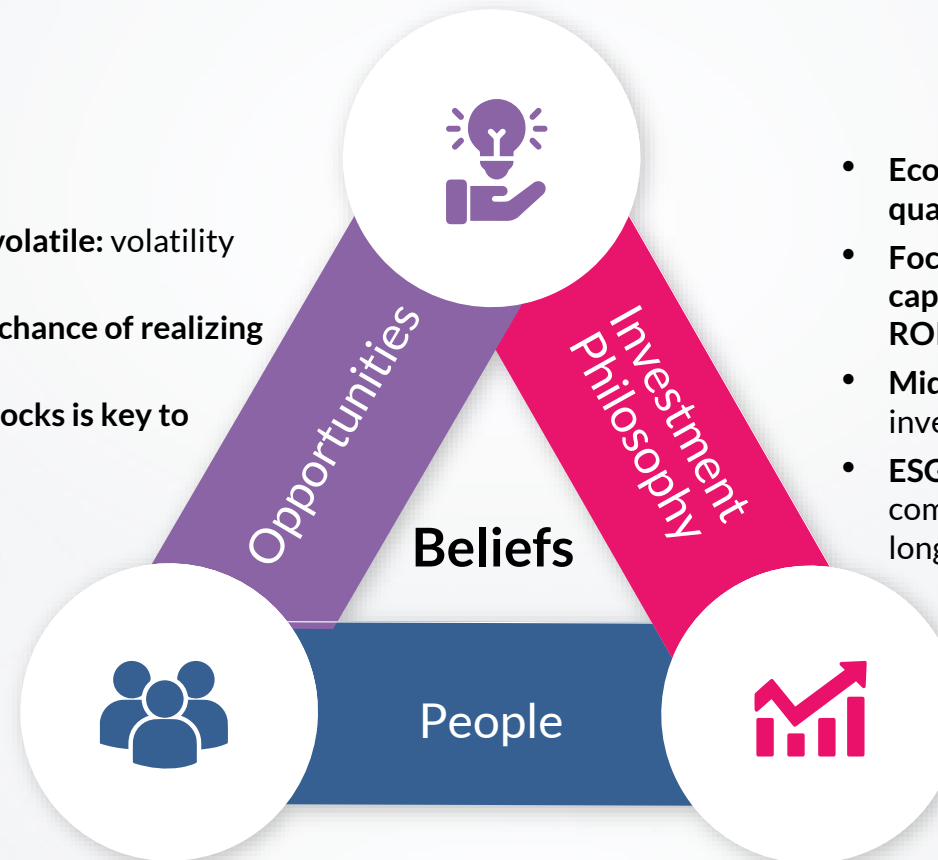 volatile: volatility
chance of realizing
ocks is key to
Opportunities
Investment
Philosophy
Beliefs
People
• Eco
qua
• Foc
cap
RO
• Mid
inve
• ESG
com
long